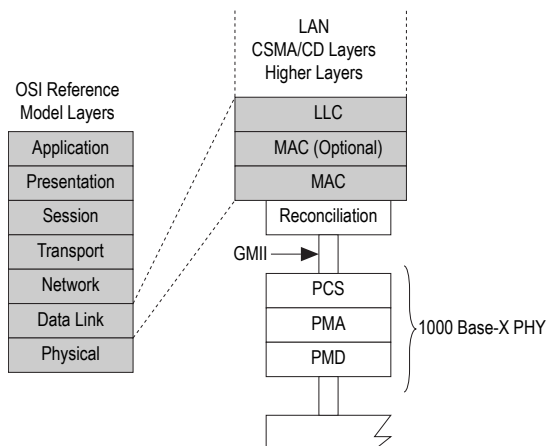 LAN
CSMA/CD Layers
Higher Layers
OSI Reference
Model Layers
Application
Presentation
Session
Transport
Network
Data Link
Physical
LLC
MAC (Optional)
MAC
Reconciliation
GMII
PCS
PMA
PMD
1000 Base-X PHY